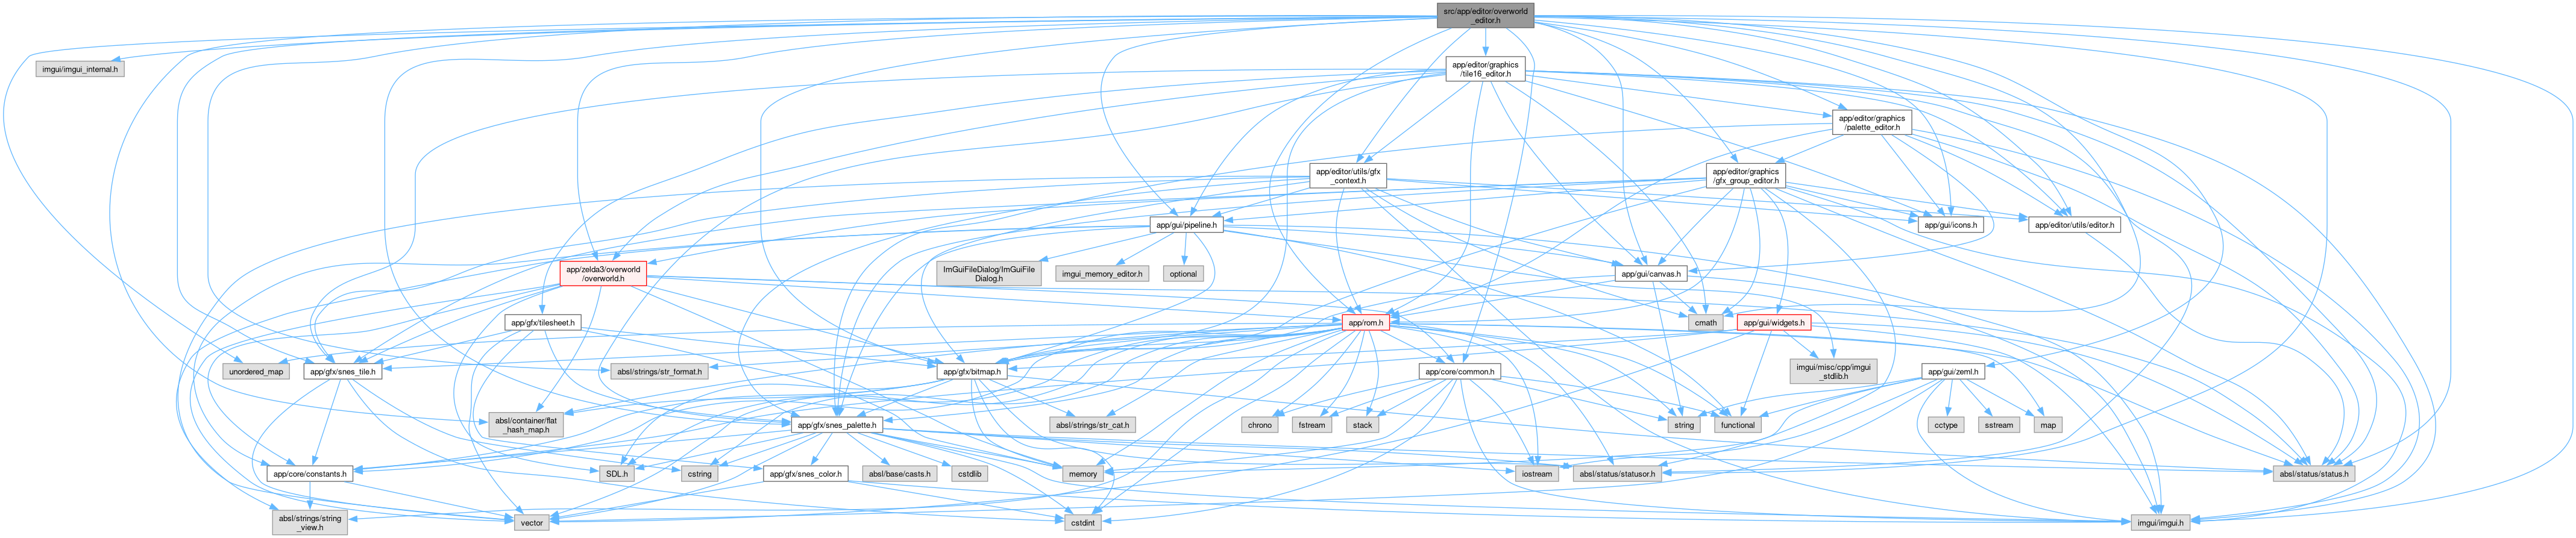 src/app/editor/overworld
_editor.h
imgui/imgui_internal.h
app/editor/graphics
/tile16_editor.h
app/editor/graphics
/palette_editor.h
app/editor/utils/gfx
_context.h
app/editor/graphics
/gfx_group_editor.h
app/gui/pipeline.h
app/gui/icons.h
app/editor/utils/editor.h
app/zelda3/overworld
/overworld.h
ImGuiFileDialog/ImGuiFile
Dialog.h
imgui_memory_editor.h
optional
app/gui/canvas.h
app/gfx/tilesheet.h
app/rom.h
cmath
app/gui/widgets.h
unordered_map
app/gfx/snes_tile.h
absl/strings/str_format.h
app/gfx/bitmap.h
app/core/common.h
imgui/misc/cpp/imgui
_stdlib.h
app/gui/zeml.h
absl/container/flat
_hash_map.h
app/gfx/snes_palette.h
absl/strings/str_cat.h
chrono
fstream
stack
string
functional
cctype
sstream
map
app/core/constants.h
SDL.h
cstring
app/gfx/snes_color.h
absl/base/casts.h
cstdlib
memory
iostream
absl/status/statusor.h
absl/status/status.h
absl/strings/string
_view.h
vector
cstdint
imgui/imgui.h